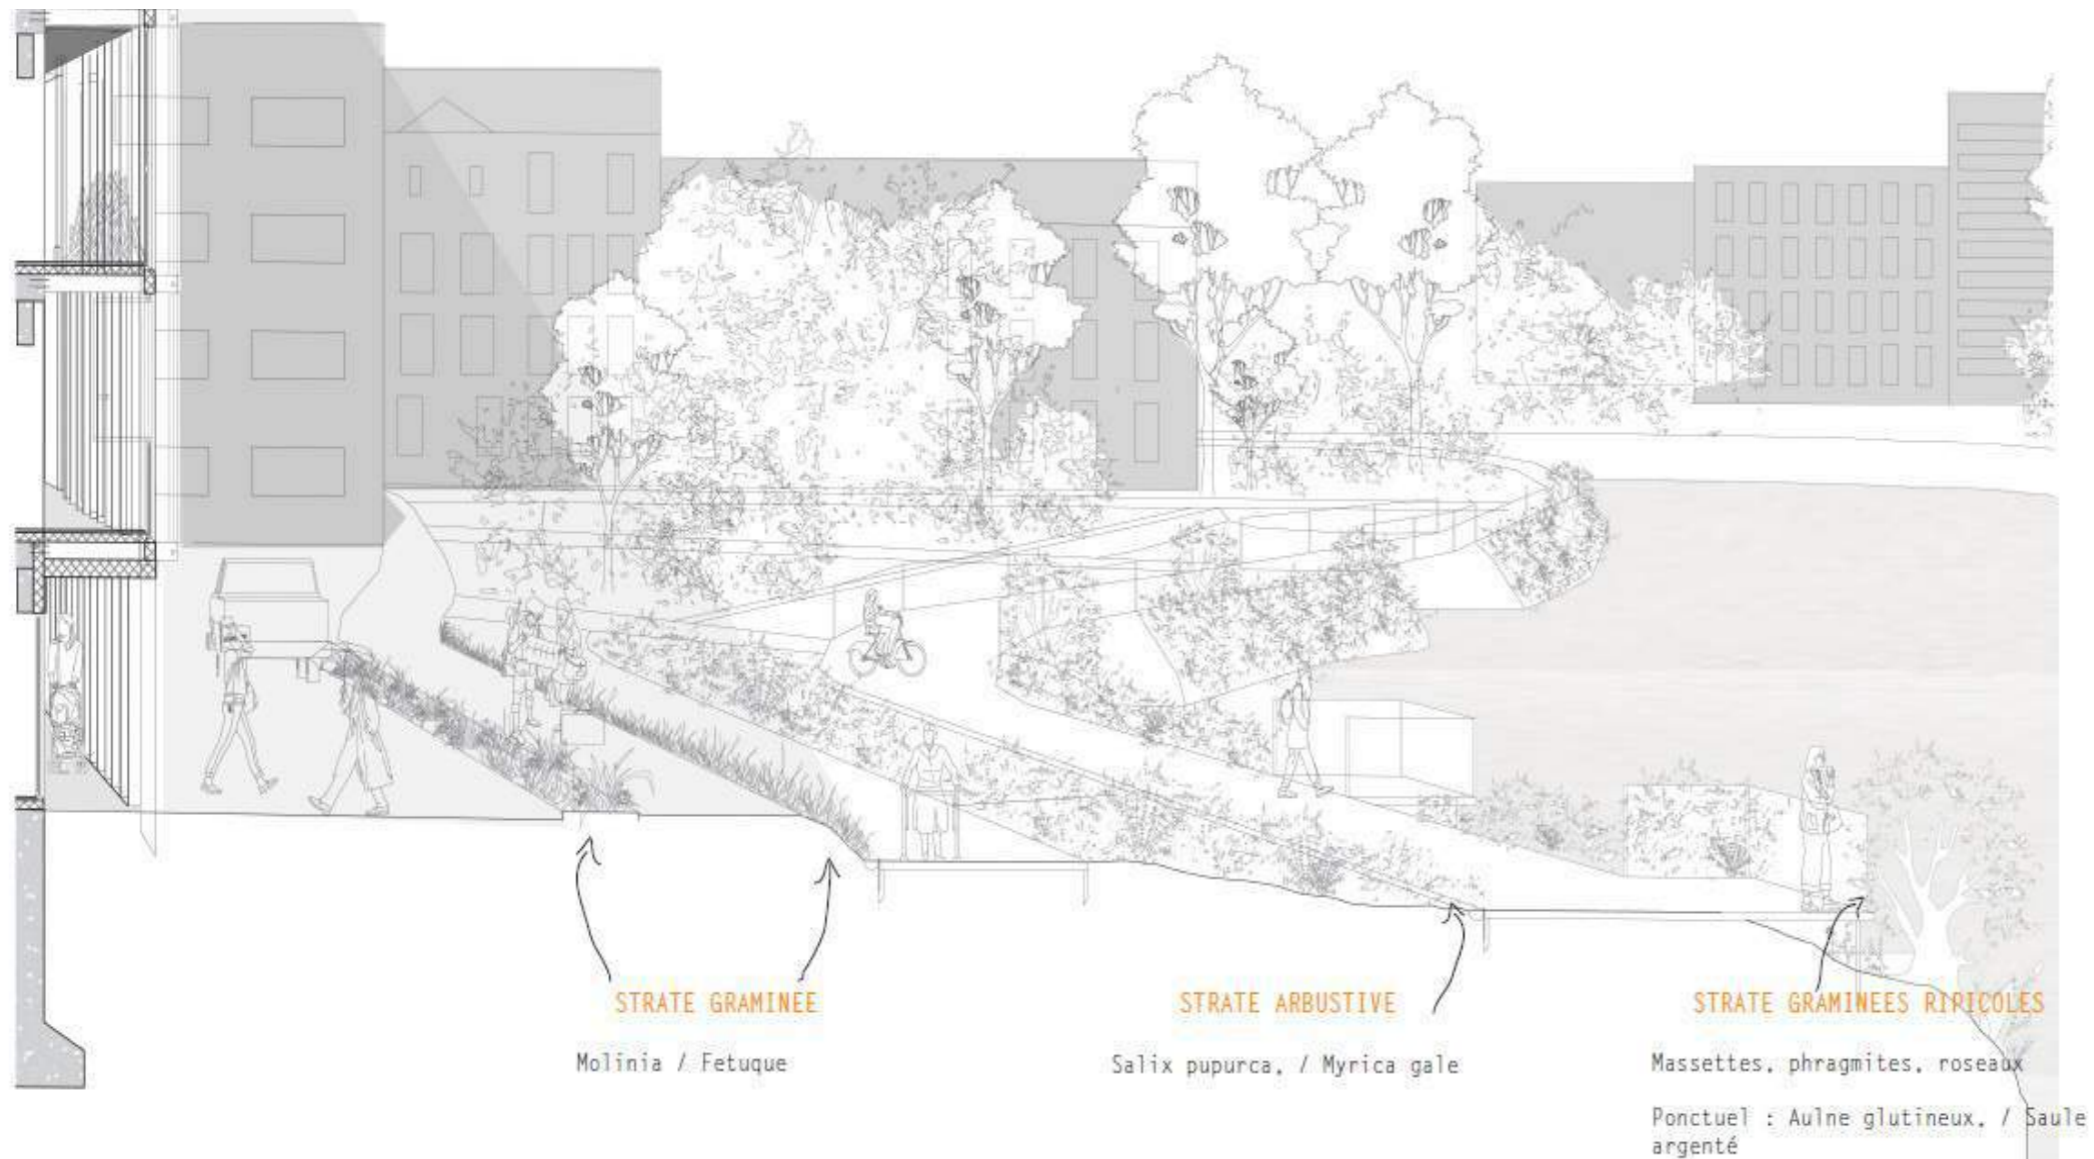 STRATE GRAMINEE
Molinia / Fetuque
STRATE ARBUSTIVE
Salix pupurca, / Myrica gale
STRATE GRAMINEES RIPICOLES
Massettes, phragmites, roseaux
Ponctuel : Aulne glutineux, / Saule
argenté